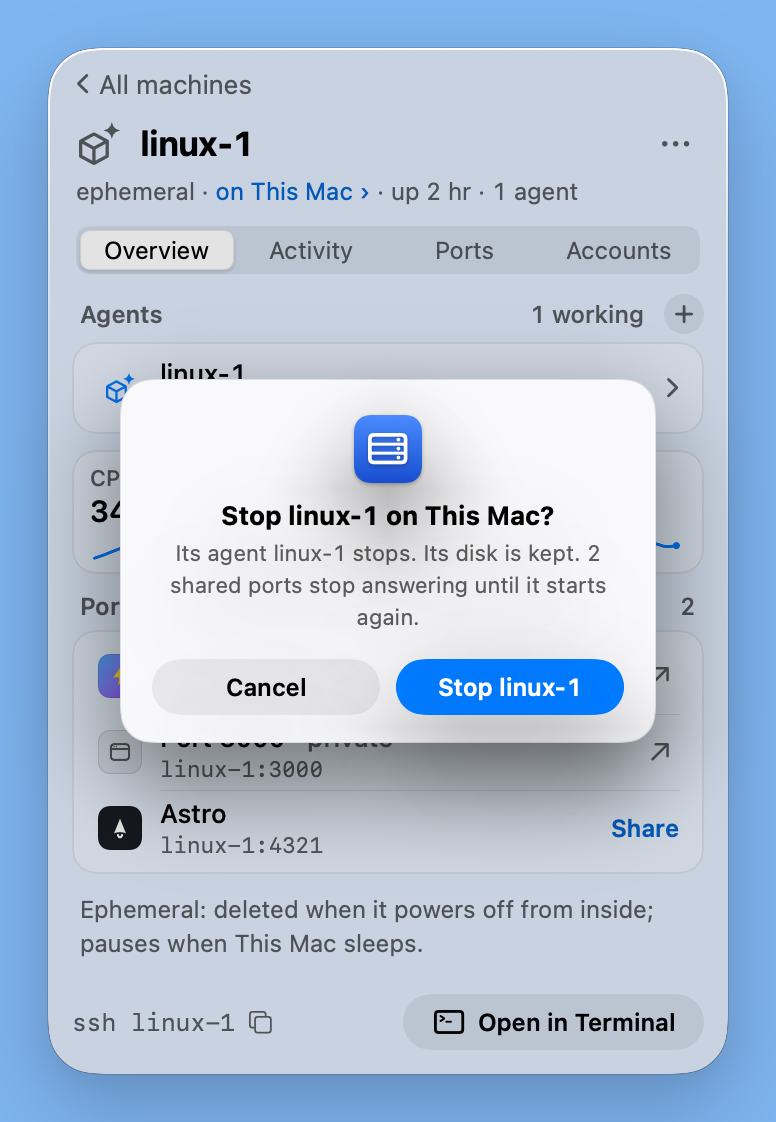 All machines
linux-1
ephemeral · on This Mac › · up 2 hr · 1 agent
Overview Activity Ports Accounts
Agents 1 working
linux-1
Stop linux-1 on This Mac?
Its agent linux-1 stops. Its disk is kept. 2
shared ports stop answering until it starts
again.
Cancel Stop linux-1
2
linux-1:3000
Astro
linux-1:4321
Share
Ephemeral: deleted when it powers off from inside;
pauses when This Mac sleeps.
ssh linux-1
Open in Terminal